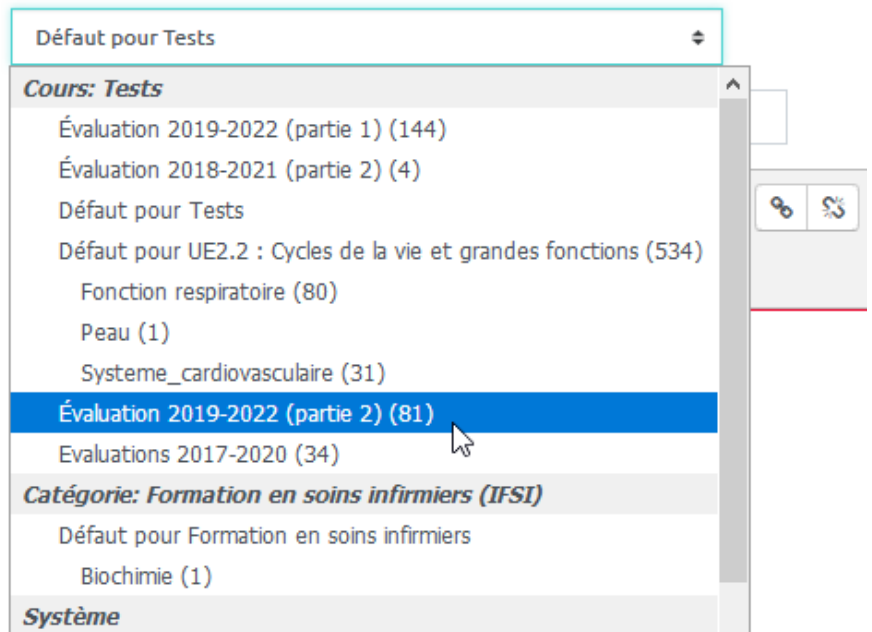 Défaut pour Tests
Cours: Tests
Évaluation 2019-2022 (partie 1) (144)
Évaluation 2018-2021 (partie 2) (4)
Défaut pour Tests
Défaut pour UE2.2 : Cycles de la vie et grandes fonctions (534)
Fonction respiratoire (80)
Peau (1)
Systeme_cardiovasculaire (31)
Évaluation 2019-2022 (partie 2) (81)
Evaluations 2017-2020 (34)
Catégorie: Formation en soins infirmiers (IFSI)
Défaut pour Formation en soins infirmiers
Biochimie (1)
Système